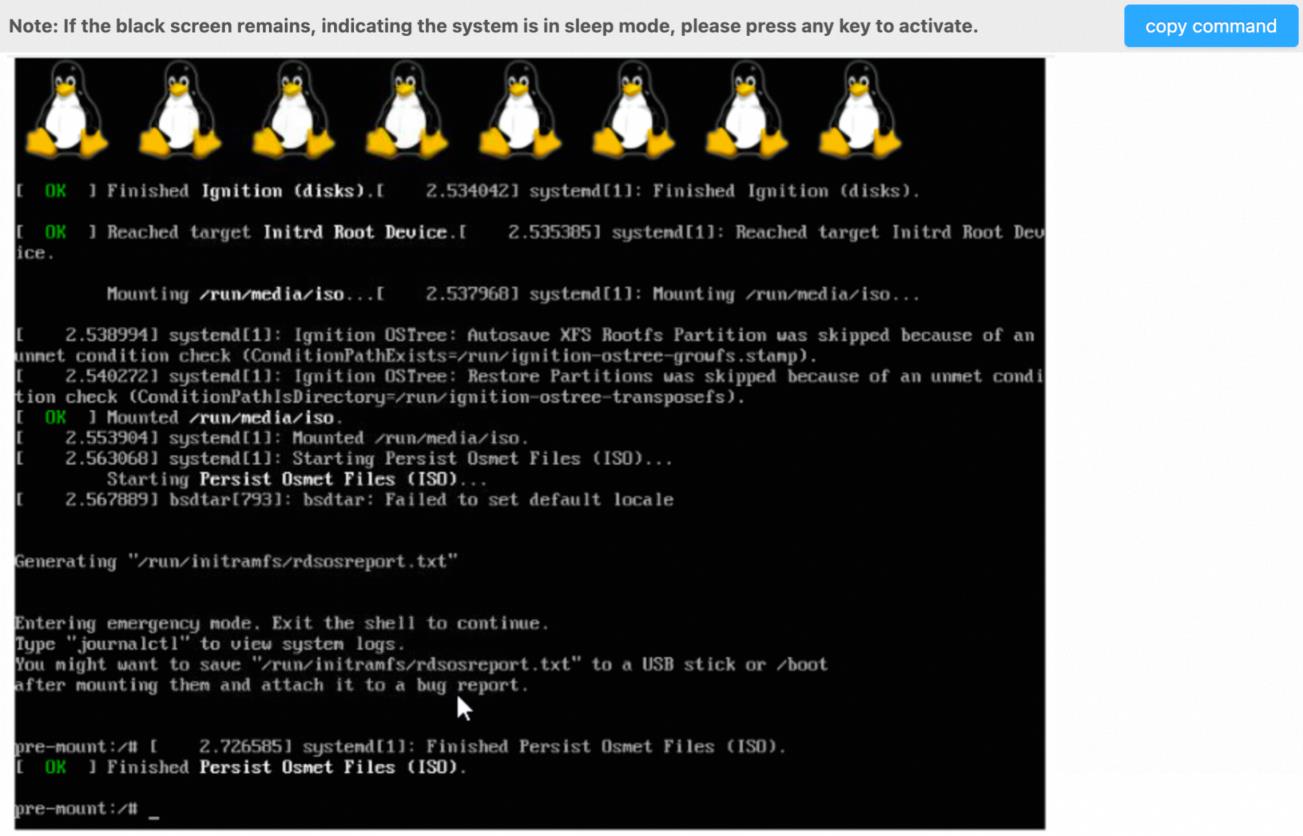 Note: If the black screen remains, indicating the system is in sleep mode, please press any key to activate.
copy command
[  OK  ] Finished Ignition (disks).[    2.534042] systemd[1]: Finished Ignition (disks).
[  OK  ] Reached target Initrd Root Device.[    2.535385] systemd[1]: Reached target Initrd Root Dev
ice.
Mounting /run/media/iso...[    2.537968] systemd[1]: Mounting /run/media/iso...
[    2.538994] systemd[1]: Ignition OSTree: Autosave XFS Rootfs Partition was skipped because of an
unmet condition check (ConditionPathExists=/run/ignition-ostree-growfs.stamp).
[    2.540272] systemd[1]: Ignition OSTree: Restore Partitions was skipped because of an unmet condi
tion check (ConditionPathIsDirectory=/run/ignition-ostree-transposefs).
[  OK  ] Mounted /run/media/iso.
[    2.553904] systemd[1]: Mounted /run/media/iso.
[    2.563068] systemd[1]: Starting Persist Osmet Files (ISO)...
Starting Persist Osmet Files (ISO)...
[    2.567889] bsdtar[793]: bsdtar: Failed to set default locale
Generating "/run/initramfs/rdsosreport.txt"
Entering emergency mode. Exit the shell to continue.
Type "journalctl" to view system logs.
You might want to save "/run/initramfs/rdsosreport.txt" to a USB stick or /boot
after mounting them and attach it to a bug report.
pre-mount:/# [    2.726585] systemd[1]: Finished Persist Osmet Files (ISO).
[  OK  ] Finished Persist Osmet Files (ISO).
pre-mount:/# _